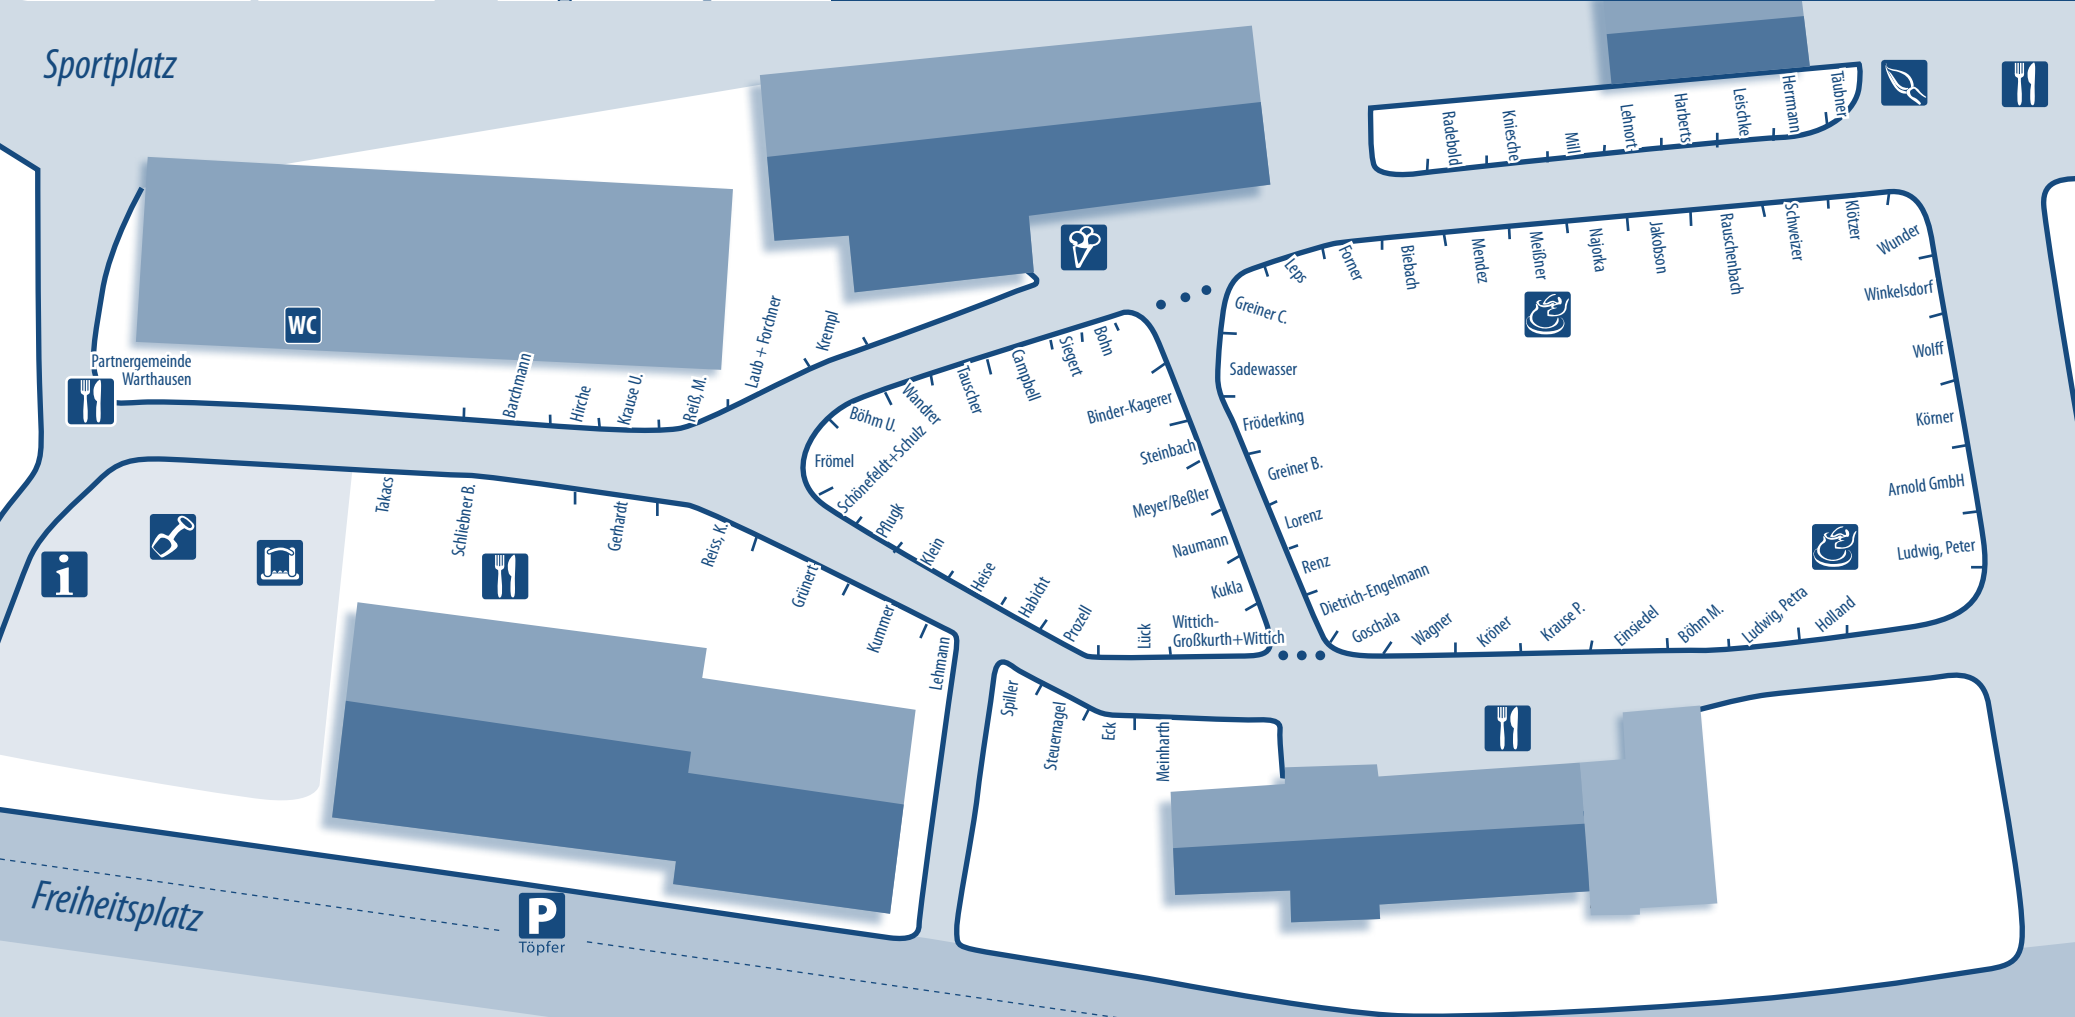 Sportplatz
Radebold
Kniesche
Mill
Lehnort
Harberts
Leischke
Herrmann
Täubner
WC
Partnergemeinde
Warthausen
Barchmann
Hirche
Krause U.
Reiß, M.
Laub + Forchner
Krempl
Leps
Forner
Biebach
Mendez
Meißner
Najorka
Jakobson
Rauschenbach
Schweizer
Klötzer
Wunder
Winkelsdorf
Wolff
Körner
Arnold GmbH
Ludwig, Peter
Greiner C.
Sadewasser
Fröderking
Greiner B.
Lorenz
Renz
Dietrich-Engelmann
Goschala
Wagner
Kröner
Krause P.
Einsiedel
Böhm M.
Ludwig, Petra
Holland
Frömel
Böhm U.
Wandrer
Tauscher
Campbell
Siegert
Bohn
Binder-Kagerer
Steinbach
Meyer/Beßler
Naumann
Kukla
Wittich-
Großkurth+Wittich
Schönefeldt+Schulz
Pflugk
Klein
Heise
Habicht
Prozell
Lück
Takacs
Schliebner B.
Gerhardt
Reiss, K.
Grünert
Kummer
Lehmann
Spiller
Steuernagel
Eck
Meinharth
i
Freiheitsplatz
P
Töpfer